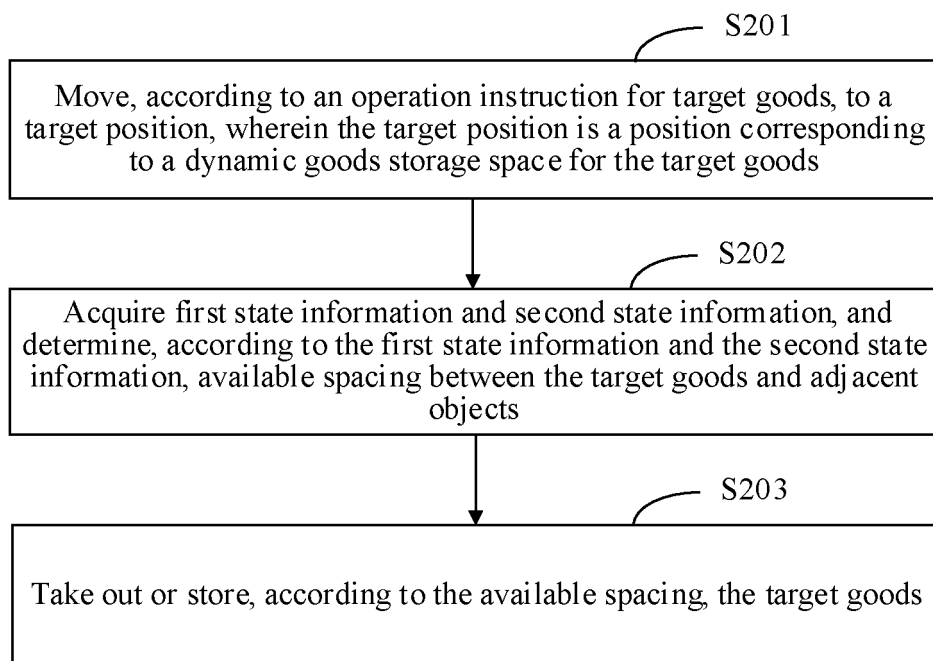 S201
Move, according to an operation instruction for target goods, to a
target position, wherein the target position is a position corresponding
to a dynamic goods storage space for the target goods
S202
Acquire first state information and second state information, and
determine, according to the first state information and the second state
information, available spacing between the target goods and adjacent
objects
S203
Take out or store, according to the available spacing, the target goods